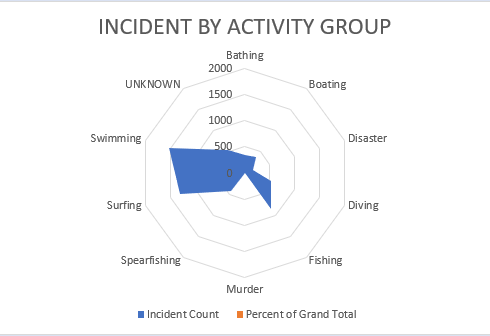 INCIDENT BY ACTIVITY GROUP
Bathing
2000
UNKNOWN
Boating
1500
1000
Swimming
Disaster
500
0
Surfing
Diving
Spearfishing
Fishing
Murder
Incident Count
Percent of Grand Total